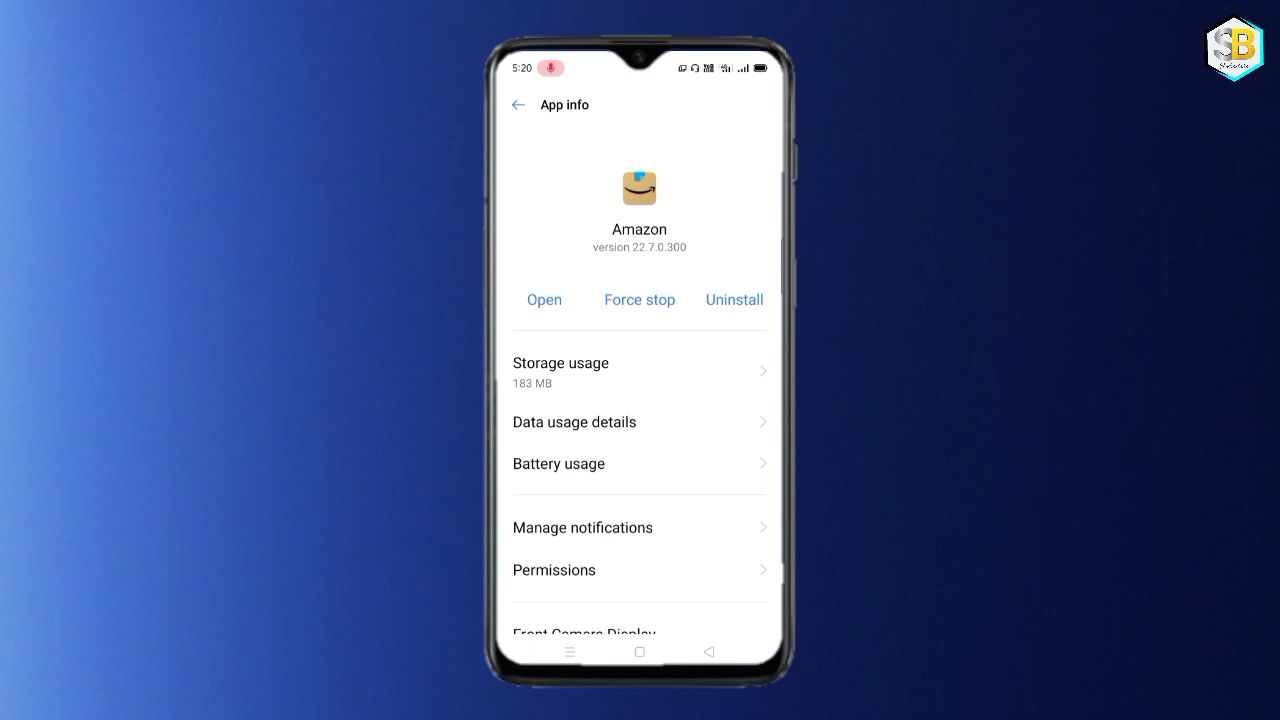 SB
5:20
App info
Amazon
version 22.7.0.300
Open Force stop Uninstall
Storage usage
183 MB
Data usage details
Battery usage
Manage notifications
Permissions
Front Camera Display